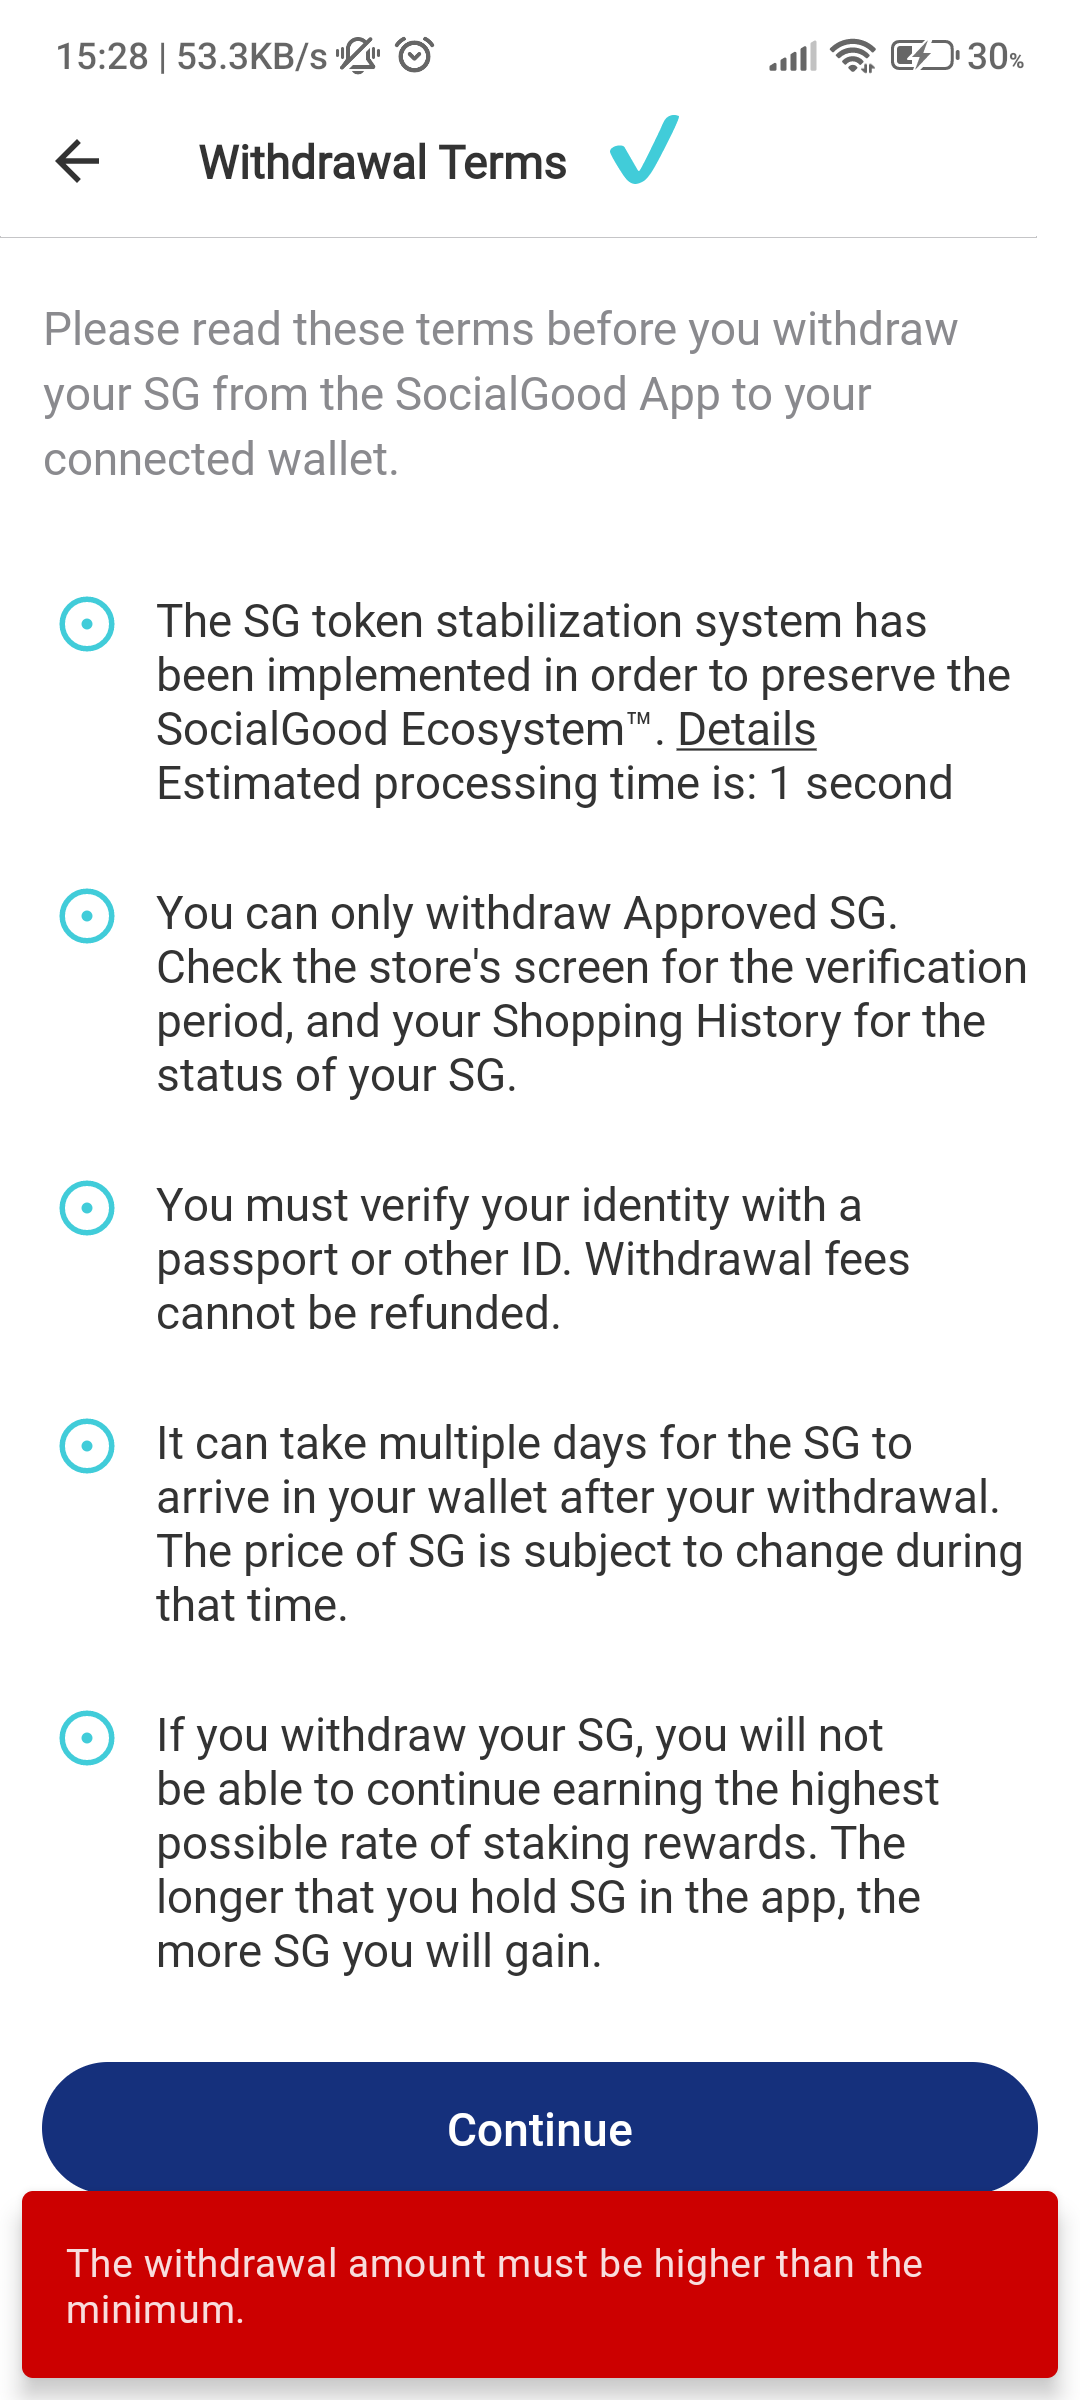 15:28 | 53.3KB/s
30%
Withdrawal Terms
Please read these terms before you withdraw
your SG from the SocialGood App to your
connected wallet.
The SG token stabilization system has
been implemented in order to preserve the
SocialGood Ecosystem™. Details
Estimated processing time is: 1 second
You can only withdraw Approved SG.
Check the store's screen for the verification
period, and your Shopping History for the
status of your SG.
You must verify your identity with a
passport or other ID. Withdrawal fees
cannot be refunded.
It can take multiple days for the SG to
arrive in your wallet after your withdrawal.
The price of SG is subject to change during
that time.
If you withdraw your SG, you will not
be able to continue earning the highest
possible rate of staking rewards. The
longer that you hold SG in the app, the
more SG you will gain.
Continue
The withdrawal amount must be higher than the
minimum.